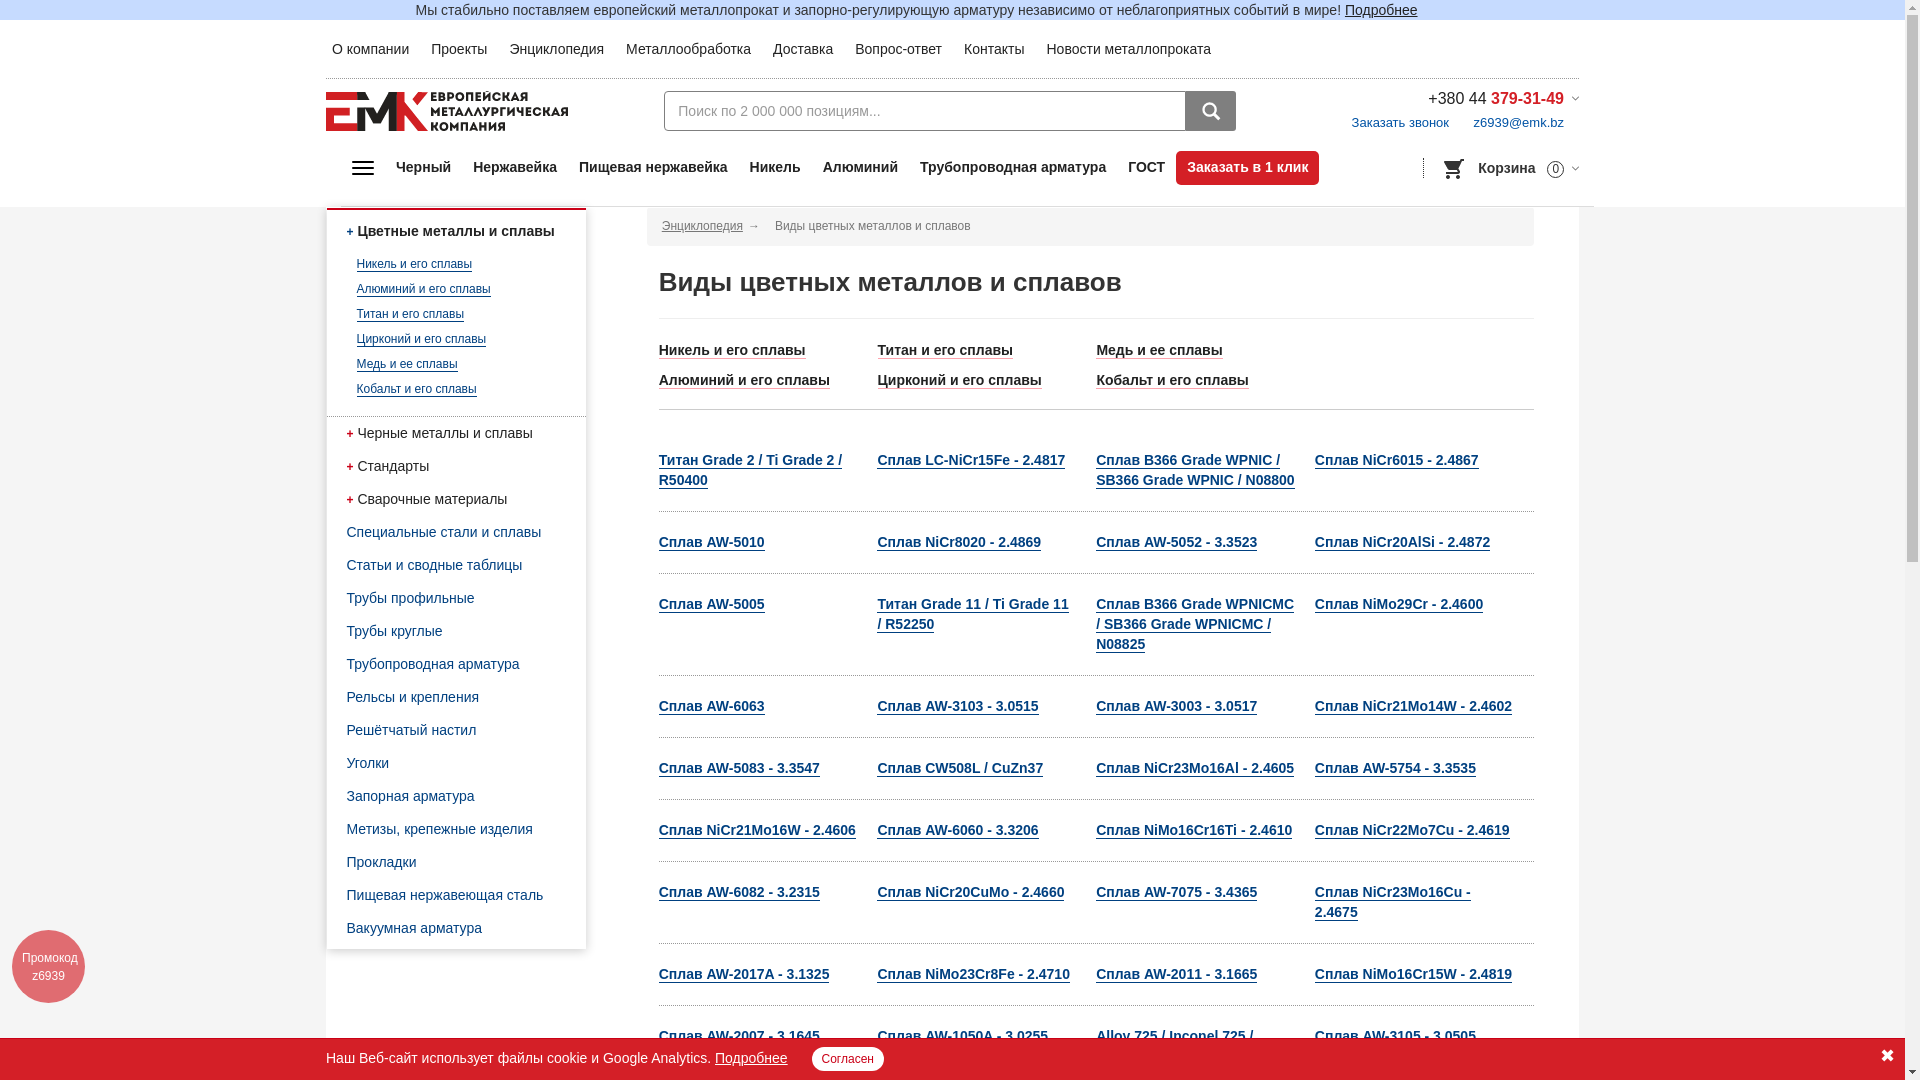 Мы стабильно поставляем европейский металлопрокат и запорно-регулирующую арматуру независимо от неблагоприятных событий в мире! Подробнее
О компании Проекты Энциклопедия Металлообработка Доставка Вопрос-ответ Контакты Новости металлопроката
ЕМК ЕВРОПЕЙСКАЯ
МЕТАЛЛУРГИЧЕСКАЯ
КОМПАНИЯ
Поиск по 2 000 000 позициям...
+380 44 379-31-49
Заказать звонок z6939@emk.bz
Черный Нержавейка Пищевая нержавейка Никель Алюминий Трубопроводная арматура ГОСТ Заказать в 1 клик
Корзина 0
+ Цветные металлы и сплавы
Никель и его сплавы
Алюминий и его сплавы
Титан и его сплавы
Цирконий и его сплавы
Медь и ее сплавы
Кобальт и его сплавы
+ Черные металлы и сплавы
+ Стандарты
+ Сварочные материалы
Специальные стали и сплавы
Статьи и сводные таблицы
Трубы профильные
Трубы круглые
Трубопроводная арматура
Рельсы и крепления
Решётчатый настил
Уголки
Запорная арматура
Метизы, крепежные изделия
Прокладки
Пищевая нержавеющая сталь
Вакуумная арматура
Энциклопедия → Виды цветных металлов и сплавов
Виды цветных металлов и сплавов
Никель и его сплавы Титан и его сплавы Медь и ее сплавы
Алюминий и его сплавы Цирконий и его сплавы Кобальт и его сплавы
Титан Grade 2 / Ti Grade 2 /
R50400
Сплав LC-NiCr15Fe - 2.4817
Сплав B366 Grade WPNIC /
SB366 Grade WPNIC / N08800
Сплав NiCr6015 - 2.4867
Сплав AW-5010
Сплав NiCr8020 - 2.4869
Сплав AW-5052 - 3.3523
Сплав NiCr20AlSi - 2.4872
Сплав AW-5005
Титан Grade 11 / Ti Grade 11
/ R52250
Сплав B366 Grade WPNICMC
/ SB366 Grade WPNICMC /
N08825
Сплав NiMo29Cr - 2.4600
Сплав AW-6063
Сплав AW-3103 - 3.0515
Сплав AW-3003 - 3.0517
Сплав NiCr21Mo14W - 2.4602
Сплав AW-5083 - 3.3547
Сплав CW508L / CuZn37
Сплав NiCr23Mo16Al - 2.4605
Сплав AW-5754 - 3.3535
Сплав NiCr21Mo16W - 2.4606
Сплав AW-6060 - 3.3206
Сплав NiMo16Cr16Ti - 2.4610
Сплав NiCr22Mo7Cu - 2.4619
Сплав AW-6082 - 3.2315
Сплав NiCr20CuMo - 2.4660
Сплав AW-7075 - 3.4365
Сплав NiCr23Mo16Cu -
2.4675
Сплав AW-2017A - 3.1325
Сплав NiMo23Cr8Fe - 2.4710
Сплав AW-2011 - 3.1665
Сплав NiMo16Cr15W - 2.4819
Сплав AW-2007 - 3.1645
Сплав AW-1050A - 3.0255
Alloy 725 / Inconel 725 /
Сплав AW-3105 - 3.0505
Промокод
z6939
Наш Веб-сайт использует файлы cookie и Google Analytics. Подробнее Согласен